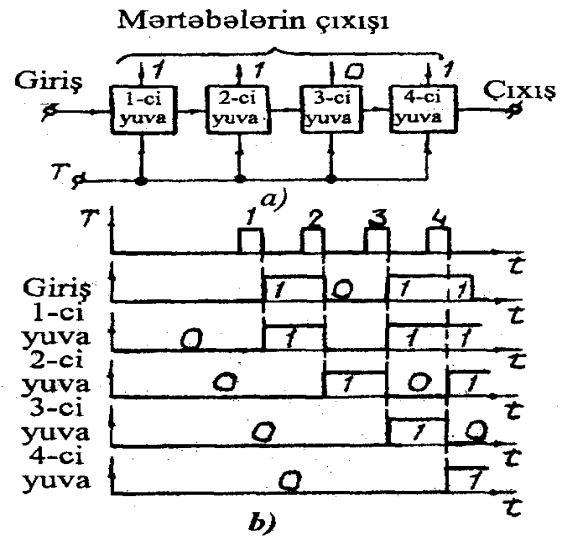 Mərtəbələrin çıxışı
1 1 0 1
Giriş Çıxış
1-ci yuva 2-ci yuva 3-ci yuva 4-ci yuva
T
a)
T 1 2 3 4 t
Giriş 1 0 1 1 t
1-ci
yuva 0 1 1 1 t
2-ci
yuva 0 1 0 1 t
3-ci
yuva 0 1 0 t
4-ci
yuva 0 1 t
b)